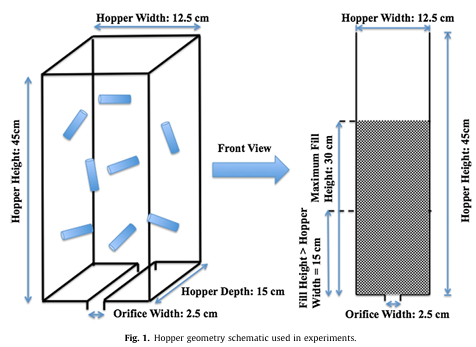 Hopper Width: 12.5 cm
Hopper Height: 45cm
Hopper Depth: 15 cm
Orifice Width: 2.5 cm
Front View
Hopper Width: 12.5 cm
Maximum Fill
Height: 30 cm
Fill Height > Hopper
Width = 15 cm
Hopper Height: 45cm
Orifice Width: 2.5 cm
Fig. 1. Hopper geometry schematic used in experiments.